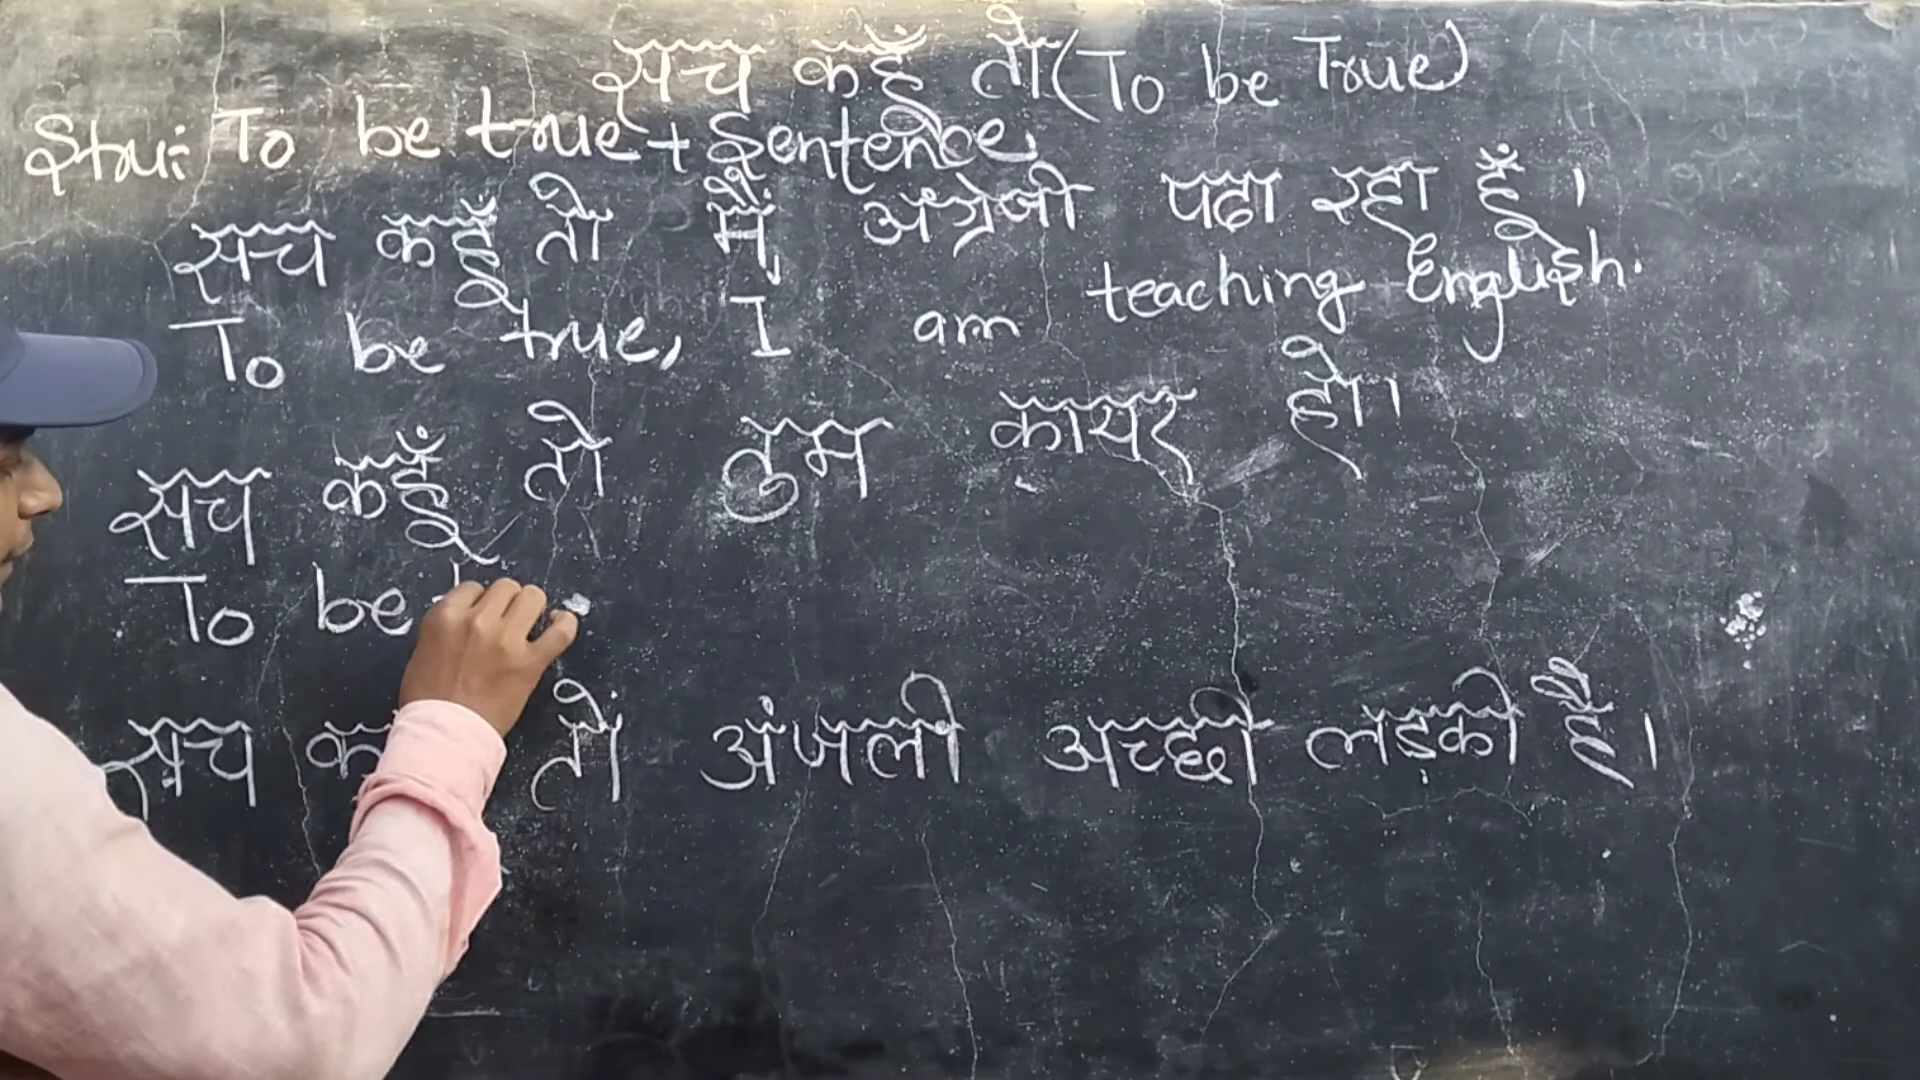 सच कहूँ तो (To be True)
Stru: To be true + Sentence.
सच कहूँ तो मैं अंग्रेजी पढा रहा हूँ।
To be true, I am teaching English.
सच कहूँ तो तुम कायर हो।
To be
सच तो अंजली अच्छी लड़की है।